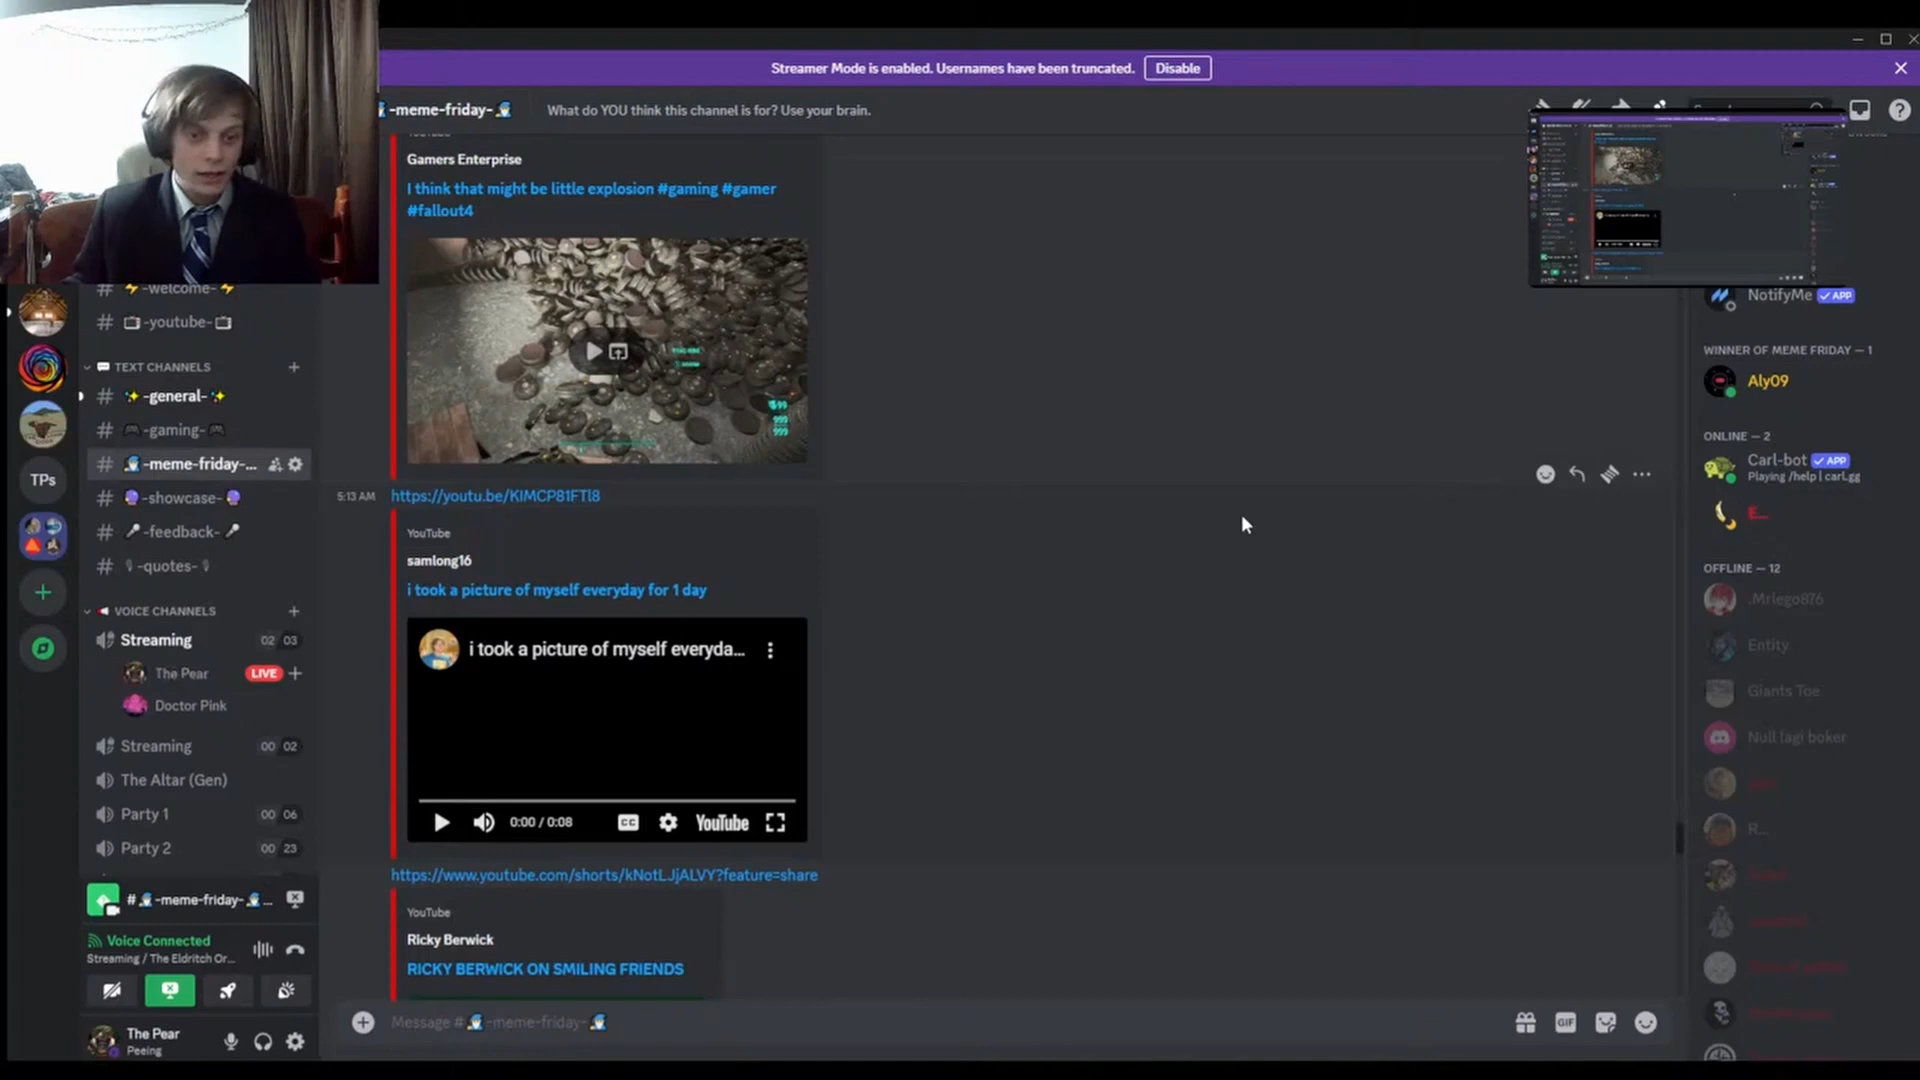 Streamer Mode is enabled. Usernames have been truncated.
Disable
-meme-friday-
What do YOU think this channel is for? Use your brain.
Gamers Enterprise
I think that might be little explosion #gaming #gamer
#fallout4
999
999
5:13 AM
https://youtu.be/KIMCP81FTl8
YouTube
samlong16
i took a picture of myself everyday for 1 day
i took a picture of myself everyda...
0:00 / 0:08
CC
YouTube
https://www.youtube.com/shorts/kNotLJjALVY?feature=share
YouTube
Ricky Berwick
RICKY BERWICK ON SMILING FRIENDS
Message #
-meme-friday-
GIF
# -welcome-
# -youtube-
TEXT CHANNELS
# -general-
# -gaming-
# -meme-friday-...
# -showcase-
# -feedback-
# -quotes-
TPs
VOICE CHANNELS
Streaming 02 03
The Pear LIVE
Doctor Pink
Streaming 00 02
The Altar (Gen)
Party 1 00 06
Party 2 00 23
# -meme-friday- ...
Voice Connected
Streaming / The Eldritch Or...
The Pear
Peeing
NotifyMe APP
WINNER OF MEME FRIDAY — 1
Aly09
ONLINE — 2
Carl-bot APP
Playing /help | carl.gg
E...
OFFLINE — 12
.Mrlego876
Entity
Giants Toe
Null lagi boker
R...